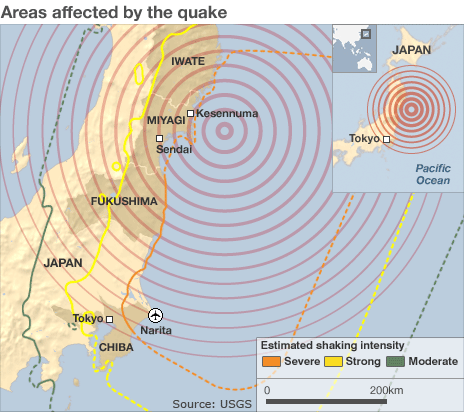 Areas affected by the quake
IWATE
JAPAN
MIYAGI
Kesennuma
Sendai
Tokyo
Pacific
Ocean
FUKUSHIMA
JAPAN
Tokyo
Narita
CHIBA
Estimated shaking intensity
Severe Strong Moderate
0 200km
Source: USGS